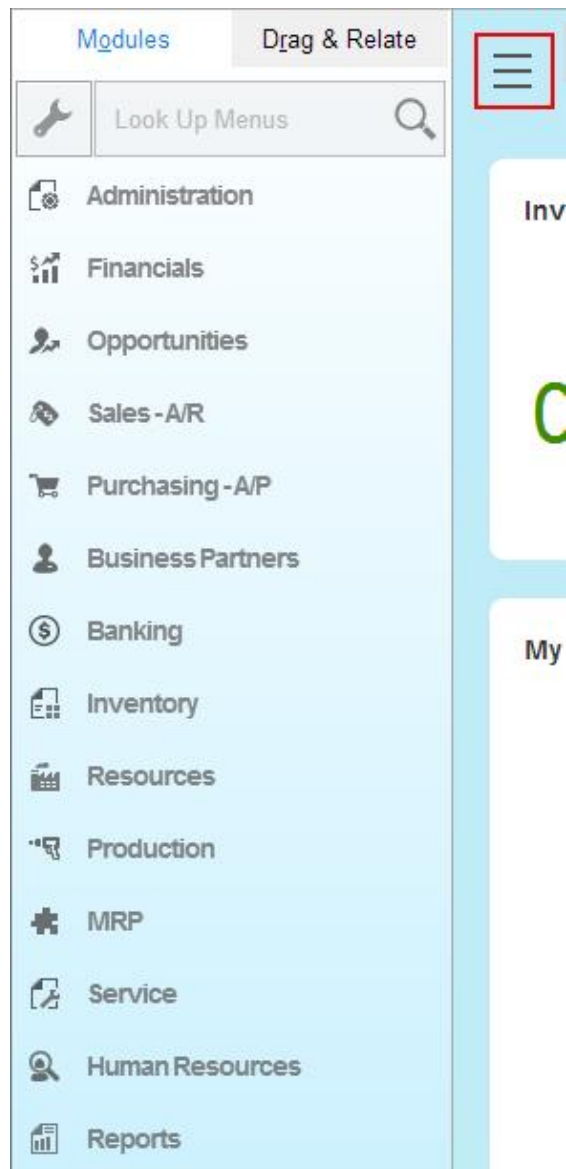 Modules
Drag & Relate
Look Up Menus
Administration
Financials
Opportunities
Sales - A/R
Purchasing - A/P
Business Partners
Banking
Inventory
Resources
Production
MRP
Service
Human Resources
Reports
Inv
My